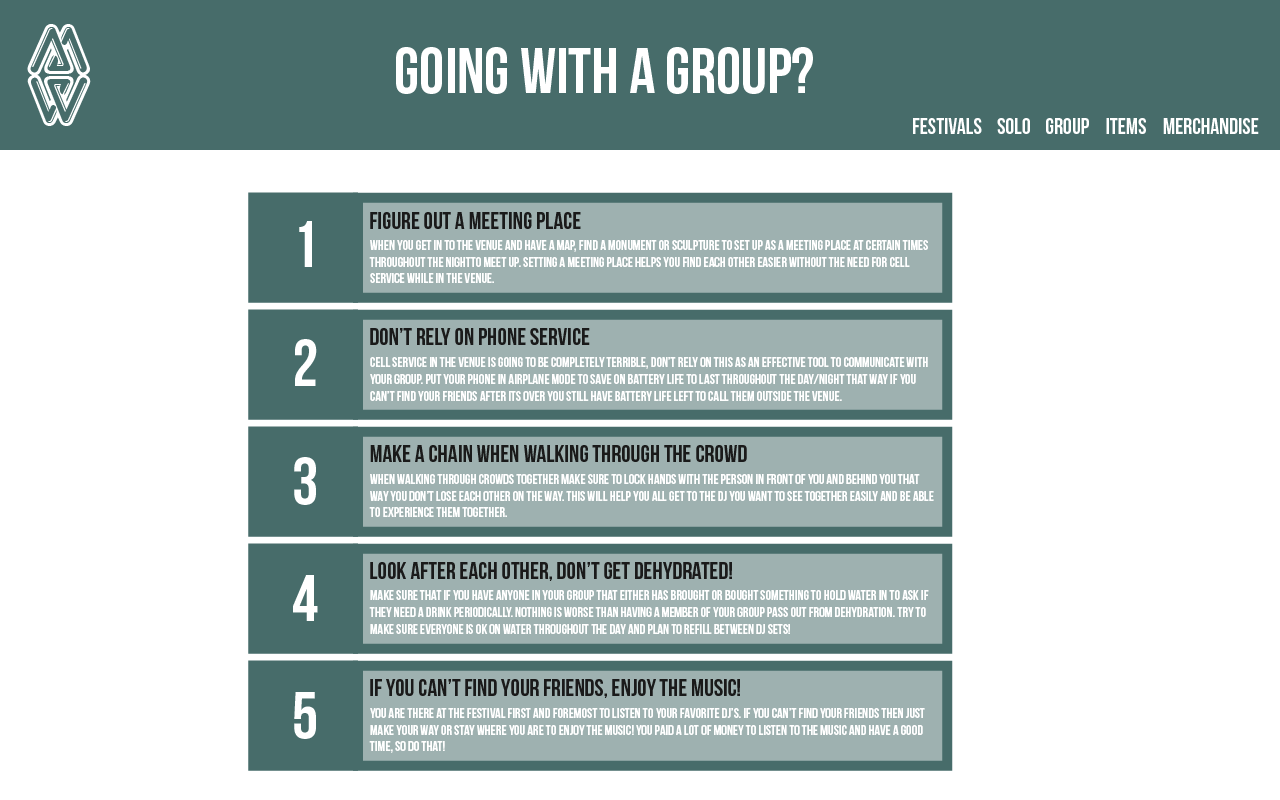 GOING WITH A GROUP?
FESTIVALS SOLO GROUP ITEMS MERCHANDISE
1
FIGURE OUT A MEETING PLACE
WHEN YOU GET IN TO THE VENUE AND HAVE A MAP, FIND A MONUMENT OR SCULPTURE TO SET UP AS A MEETING PLACE AT CERTAIN TIMES
THROUGHOUT THE NIGHTTO MEET UP. SETTING A MEETING PLACE HELPS YOU FIND EACH OTHER EASIER WITHOUT THE NEED FOR CELL
SERVICE WHILE IN THE VENUE.
2
DON'T RELY ON PHONE SERVICE
CELL SERVICE IN THE VENUE IS GOING TO BE COMPLETELY TERRIBLE, DON'T RELY ON THIS AS AN EFFECTIVE TOOL TO COMMUNICATE WITH
YOUR GROUP. PUT YOUR PHONE IN AIRPLANE MODE TO SAVE ON BATTERY LIFE TO LAST THROUGHOUT THE DAY/NIGHT THAT WAY IF YOU
CAN'T FIND YOUR FRIENDS AFTER ITS OVER YOU STILL HAVE BATTERY LIFE LEFT TO CALL THEM OUTSIDE THE VENUE.
3
MAKE A CHAIN WHEN WALKING THROUGH THE CROWD
WHEN WALKING THROUGH CROWDS TOGETHER MAKE SURE TO LOCK HANDS WITH THE PERSON IN FRONT OF YOU AND BEHIND YOU THAT
WAY YOU DON'T LOSE EACH OTHER ON THE WAY. THIS WILL HELP YOU ALL GET TO THE DJ YOU WANT TO SEE TOGETHER EASILY AND BE ABLE
TO EXPERIENCE THEM TOGETHER.
4
LOOK AFTER EACH OTHER, DON'T GET DEHYDRATED!
MAKE SURE THAT IF YOU HAVE ANYONE IN YOUR GROUP THAT EITHER HAS BROUGHT OR BOUGHT SOMETHING TO HOLD WATER IN TO ASK IF
THEY NEED A DRINK PERIODICALLY. NOTHING IS WORSE THAN HAVING A MEMBER OF YOUR GROUP PASS OUT FROM DEHYDRATION. TRY TO
MAKE SURE EVERYONE IS OK ON WATER THROUGHOUT THE DAY AND PLAN TO REFILL BETWEEN DJ SETS!
5
IF YOU CAN'T FIND YOUR FRIENDS, ENJOY THE MUSIC!
YOU ARE THERE AT THE FESTIVAL FIRST AND FOREMOST TO LISTEN TO YOUR FAVORITE DJ'S. IF YOU CAN'T FIND YOUR FRIENDS THEN JUST
MAKE YOUR WAY OR STAY WHERE YOU ARE TO ENJOY THE MUSIC! YOU PAID A LOT OF MONEY TO LISTEN TO THE MUSIC AND HAVE A GOOD
TIME, SO DO THAT!